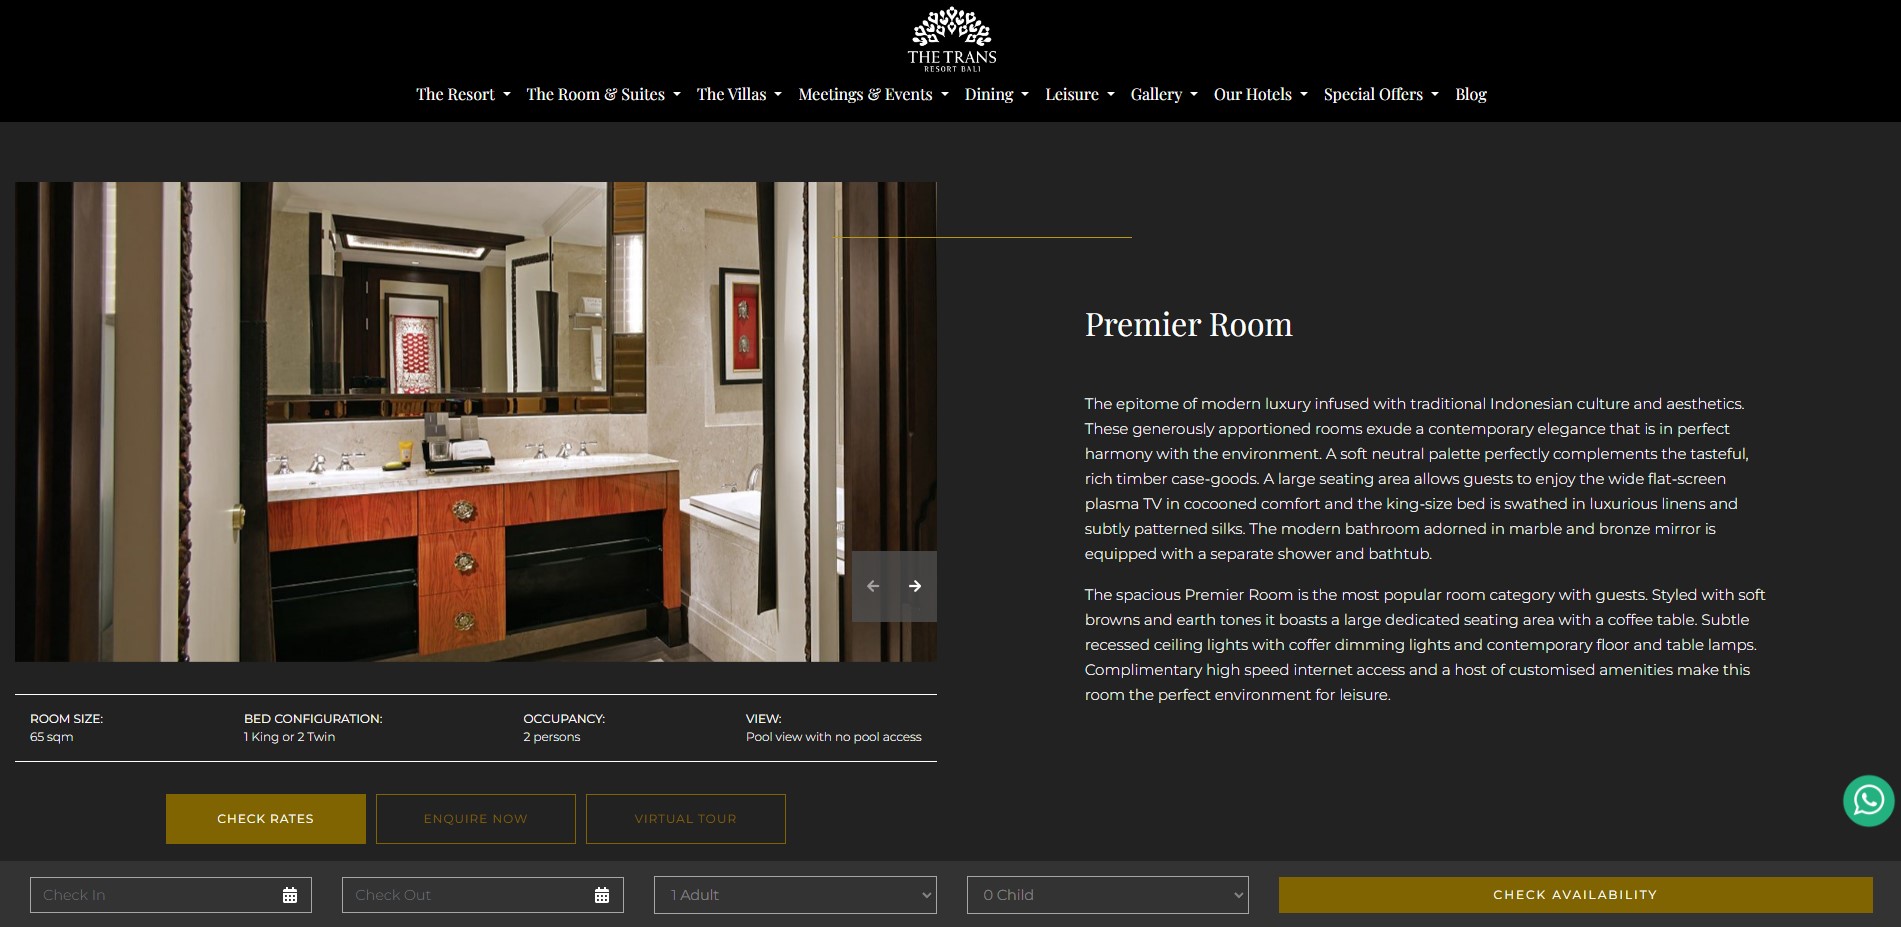 THE TRANS
RESORT BALI
The Resort
The Room & Suites
The Villas
Meetings & Events
Dining
Leisure
Gallery
Our Hotels
Special Offers
Blog
Premier Room
The epitome of modern luxury infused with traditional Indonesian culture and aesthetics.
These generously apportioned rooms exude a contemporary elegance that is in perfect
harmony with the environment. A soft neutral palette perfectly complements the tasteful,
rich timber case-goods. A large seating area allows guests to enjoy the wide flat-screen
plasma TV in cocooned comfort and the king-size bed is swathed in luxurious linens and
subtly patterned silks. The modern bathroom adorned in marble and bronze mirror is
equipped with a separate shower and bathtub.
The spacious Premier Room is the most popular room category with guests. Styled with soft
browns and earth tones it boasts a large dedicated seating area with a coffee table. Subtle
recessed ceiling lights with coffer dimming lights and contemporary floor and table lamps.
Complimentary high speed internet access and a host of customised amenities make this
room the perfect environment for leisure.
ROOM SIZE:
65 sqm
BED CONFIGURATION:
1 King or 2 Twin
OCCUPANCY:
2 persons
VIEW:
Pool view with no pool access
CHECK RATES
ENQUIRE NOW
VIRTUAL TOUR
Check In
Check Out
1 Adult
0 Child
CHECK AVAILABILITY